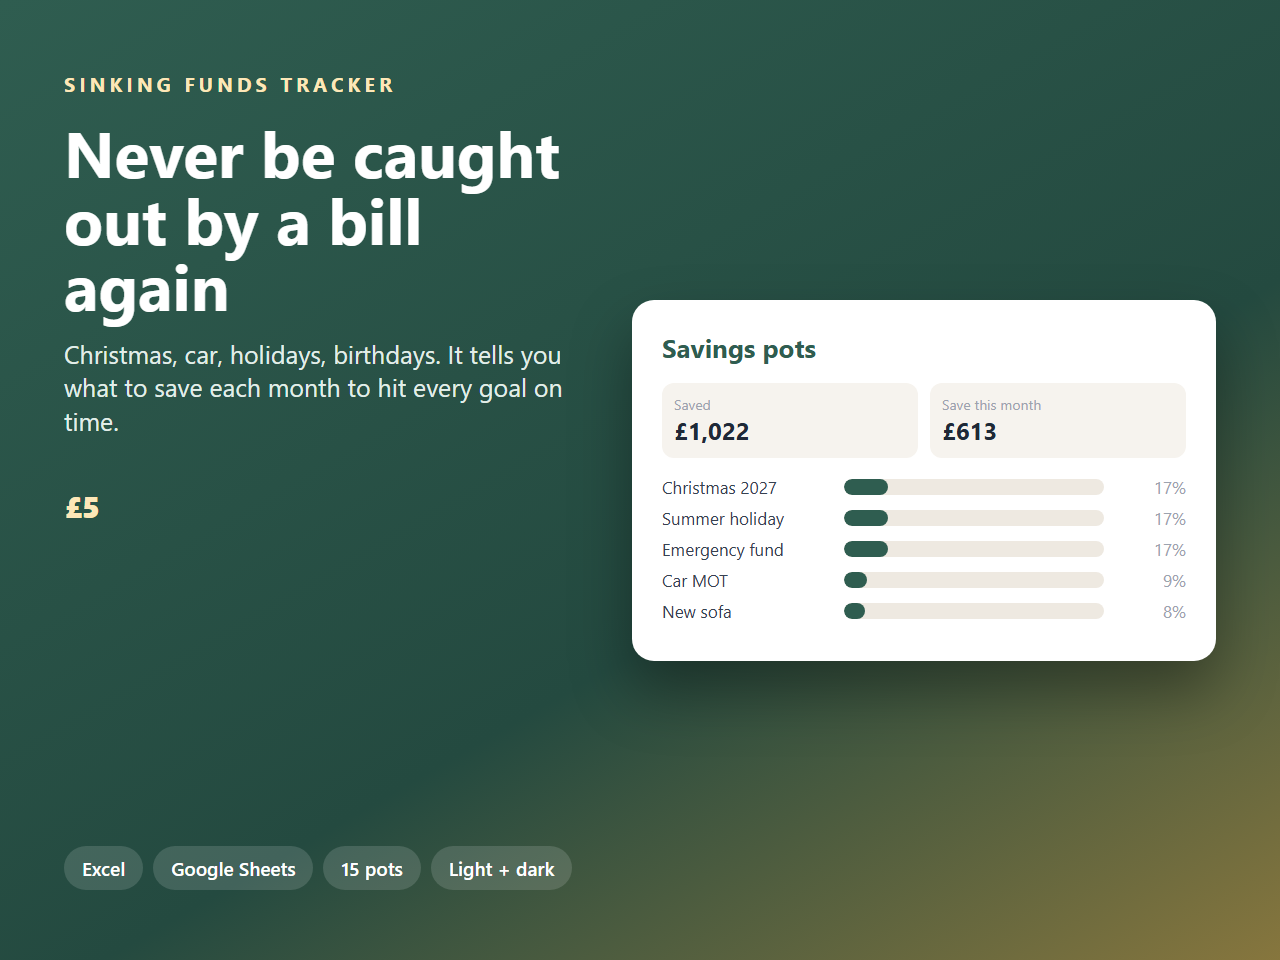 SINKING FUNDS TRACKER
Never be caught
out by a bill
again
Christmas, car, holidays, birthdays. It tells you
what to save each month to hit every goal on
time.
£5
Savings pots
Saved
£1,022
Save this month
£613
Christmas 2027 17%
Summer holiday 17%
Emergency fund 17%
Car MOT 9%
New sofa 8%
Excel
Google Sheets
15 pots
Light + dark